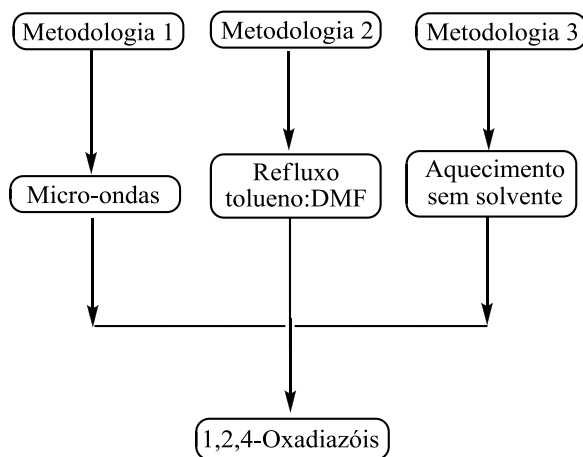 Metodologia 1
Metodologia 2
Metodologia 3
Micro-ondas
Refluxo
tolueno:DMF
Aquecimento
sem solvente
1,2,4-Oxadiazóis